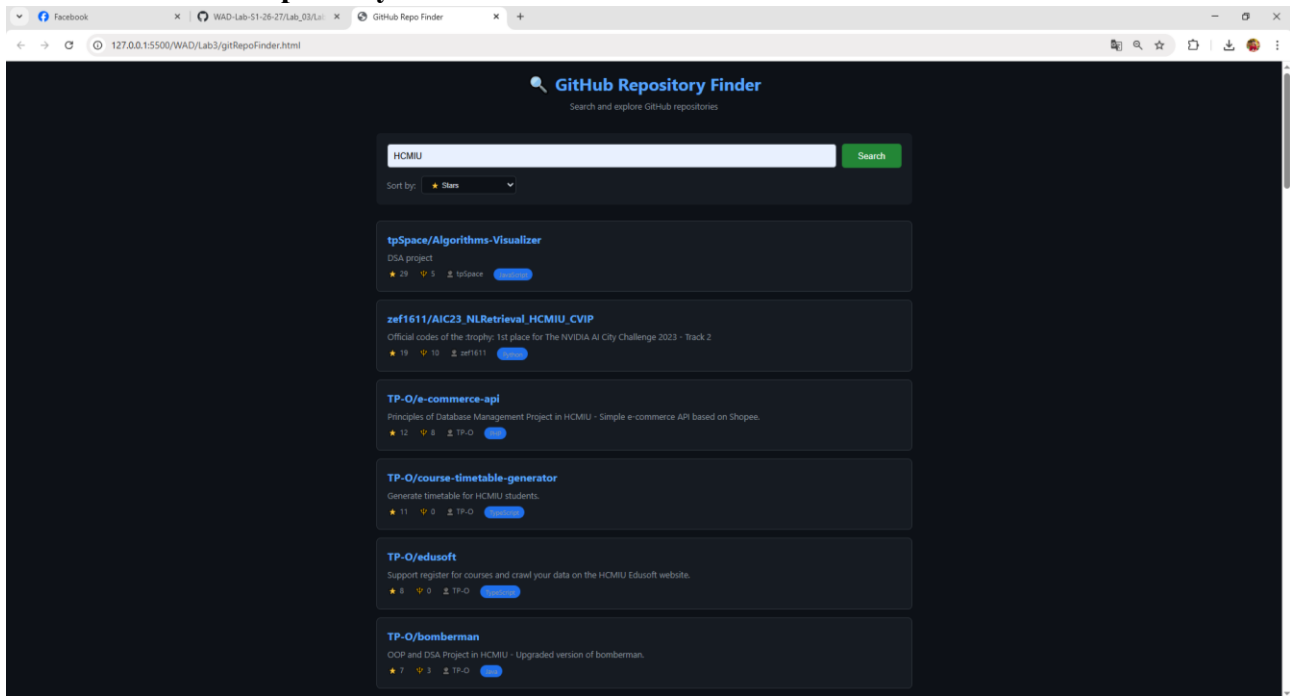 Facebook
WAD-Lab-S1-26-27/Lab_03/Lab
GitHub Repo Finder
127.0.0.1:5500/WAD/Lab3/gitRepoFinder.html
GitHub Repository Finder
Search and explore GitHub repositories
HCMIU
Search
Sort by: ★ Stars
tpSpace/Algorithms-Visualizer
DSA project
★ 29 5 tpSpace JavaScript
zef1611/AIC23_NLRetrieval_HCMIU_CVIP
Official codes of the :trophy: 1st place for The NVIDIA AI City Challenge 2023 - Track 2
★ 19 10 zef1611 Python
TP-O/e-commerce-api
Principles of Database Management Project in HCMIU - Simple e-commerce API based on Shopee.
★ 12 8 TP-O PHP
TP-O/course-timetable-generator
Generate timetable for HCMIU students.
★ 11 0 TP-O TypeScript
TP-O/edusoft
Support register for courses and crawl your data on the HCMIU Edusoft website.
★ 8 0 TP-O TypeScript
TP-O/bomberman
OOP and DSA Project in HCMIU - Upgraded version of bomberman.
★ 7 3 TP-O Java